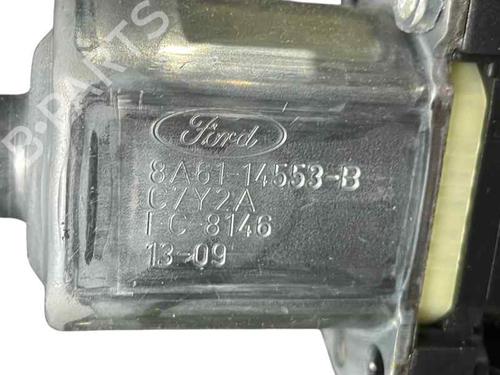 B-PARTS
Ford
8A61-14553-B
C7Y2A
FC-8146
13-09